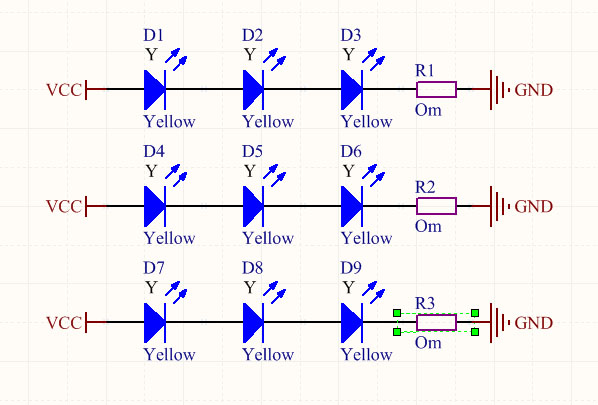 D1 D2 D3
Y Y Y R1
VCC GND
Yellow Yellow Yellow Om
D4 D5 D6
Y Y Y R2
VCC GND
Yellow Yellow Yellow Om
D7 D8 D9
Y Y Y R3
VCC GND
Yellow Yellow Yellow Om